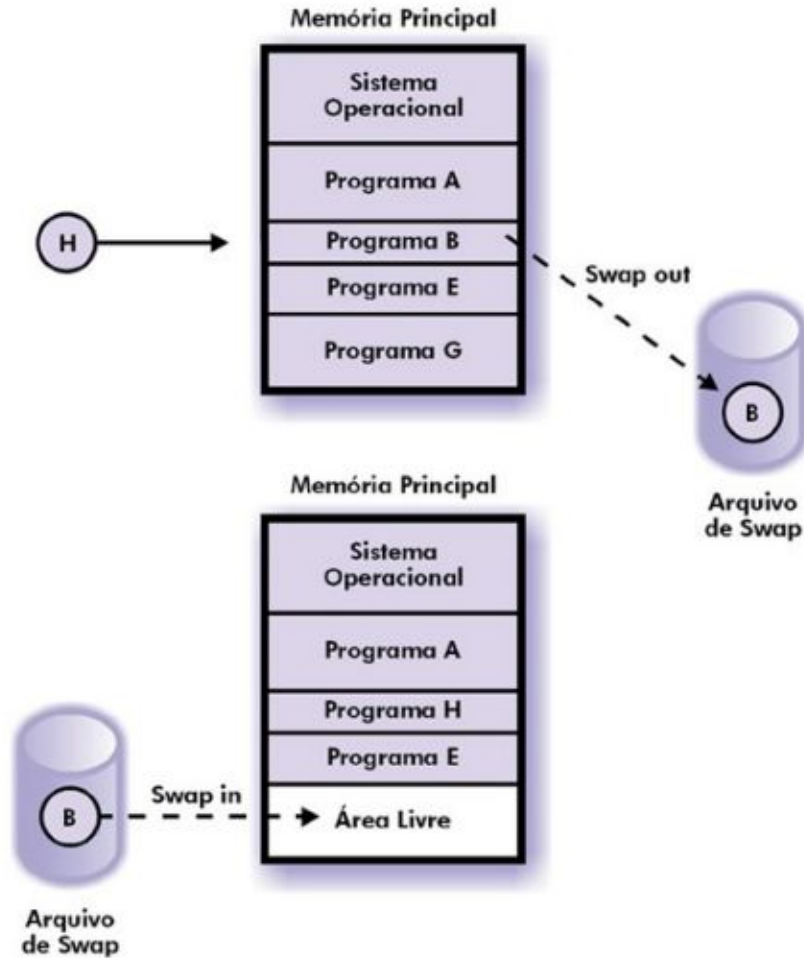 Memória Principal
Sistema
Operacional
Programa A
H
Programa B
Swap out
Programa E
Programa G
B
Arquivo
de Swap
Memória Principal
Sistema
Operacional
Programa A
Programa H
Programa E
Swap in
B
Área Livre
Arquivo
de Swap